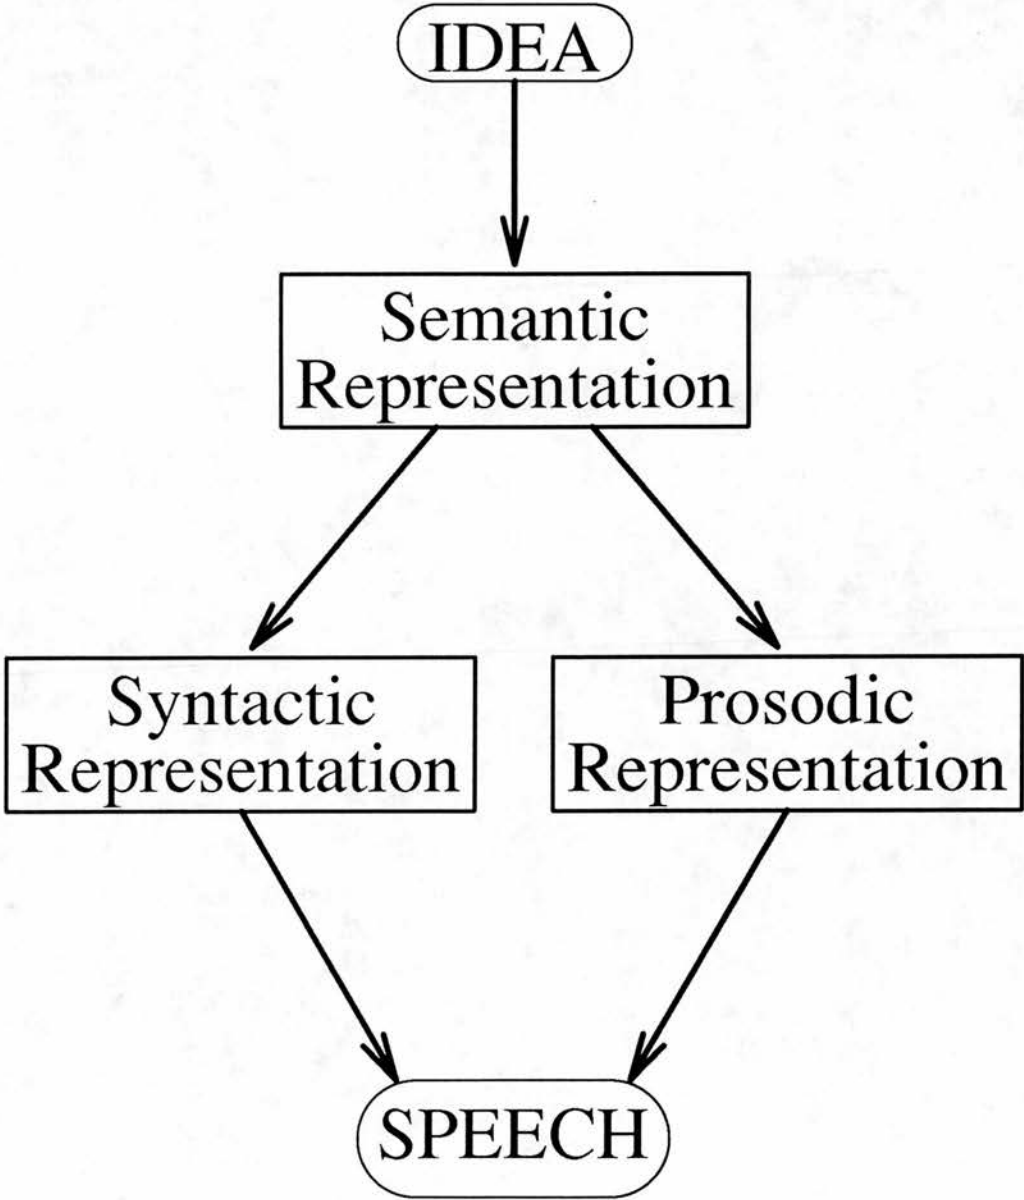 IDEA
Semantic
Representation
Syntactic
Representation
Prosodic
Representation
SPEECH